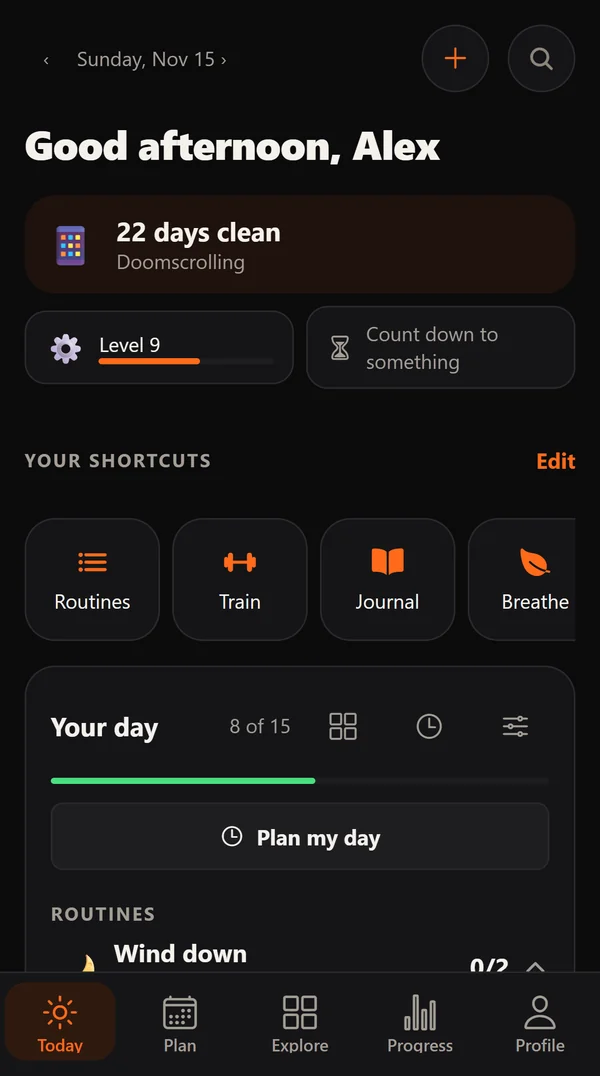 ‹ Sunday, Nov 15 ›
Good afternoon, Alex
22 days clean
Doomscrolling
Level 9
Count down to
something
YOUR SHORTCUTS
Edit
Routines
Train
Journal
Breathe
Your day
8 of 15
Plan my day
ROUTINES
Wind down
0/2
Today
Plan
Explore
Progress
Profile